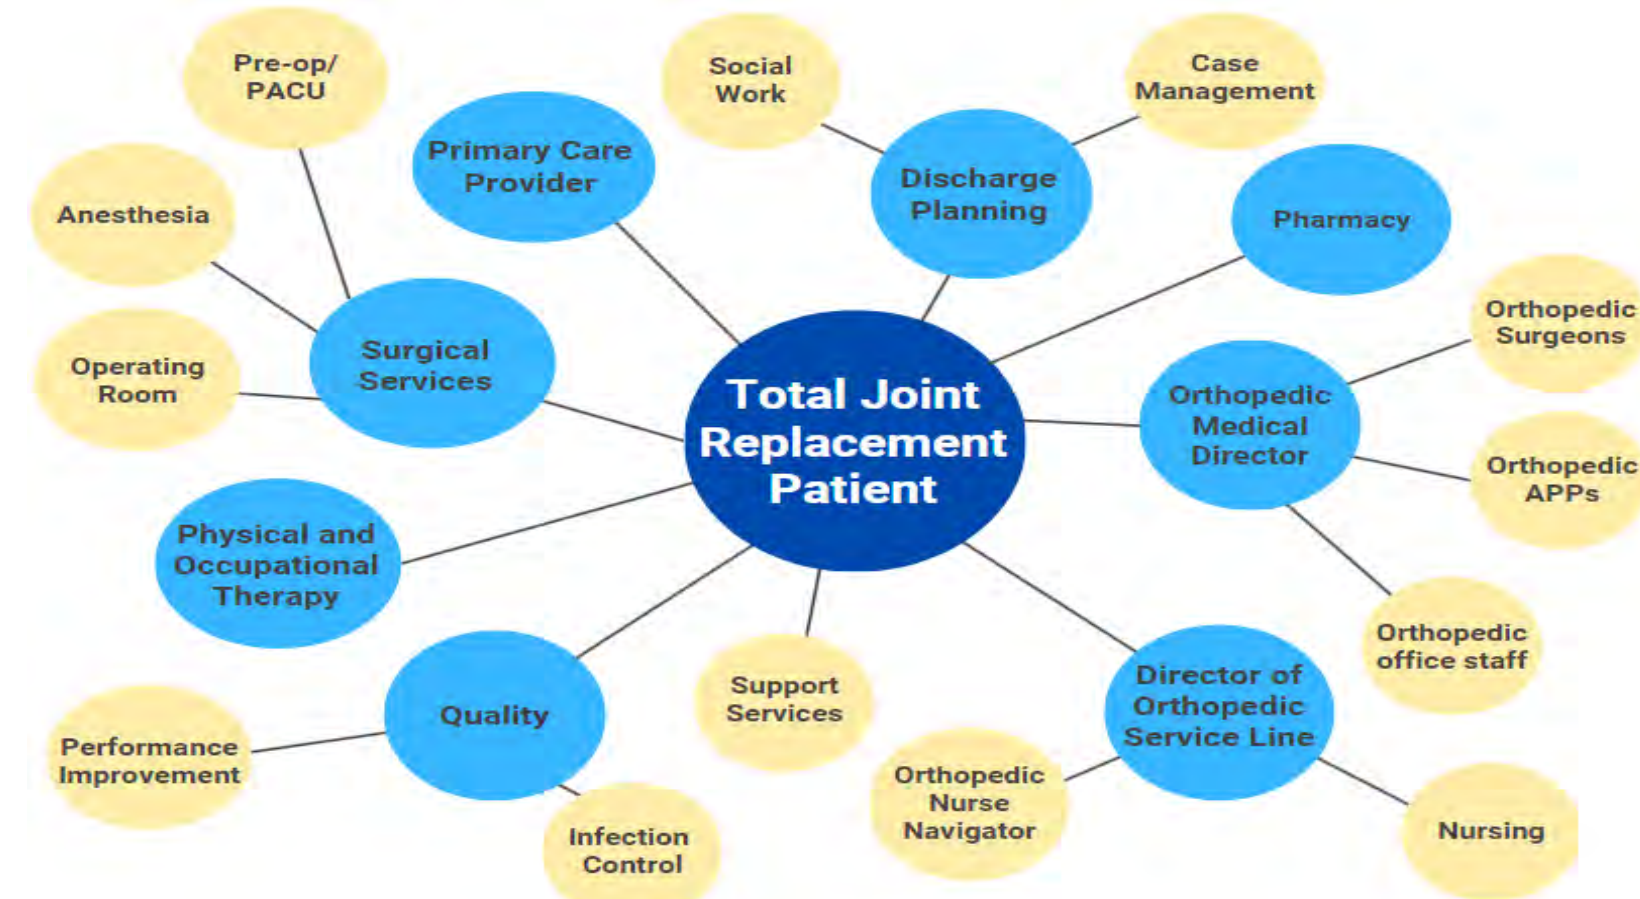 Pre-op/
PACU
Social
Work
Case
Management
Primary Care
Provider
Discharge
Planning
Anesthesia
Pharmacy
Orthopedic
Surgeons
Operating
Room
Surgical
Services
Total Joint
Replacement
Patient
Orthopedic
Medical
Director
Orthopedic
APPs
Physical and
Occupational
Therapy
Orthopedic
office staff
Quality
Support
Services
Director of
Orthopedic
Service Line
Performance
Improvement
Orthopedic
Nurse
Navigator
Nursing
Infection
Control